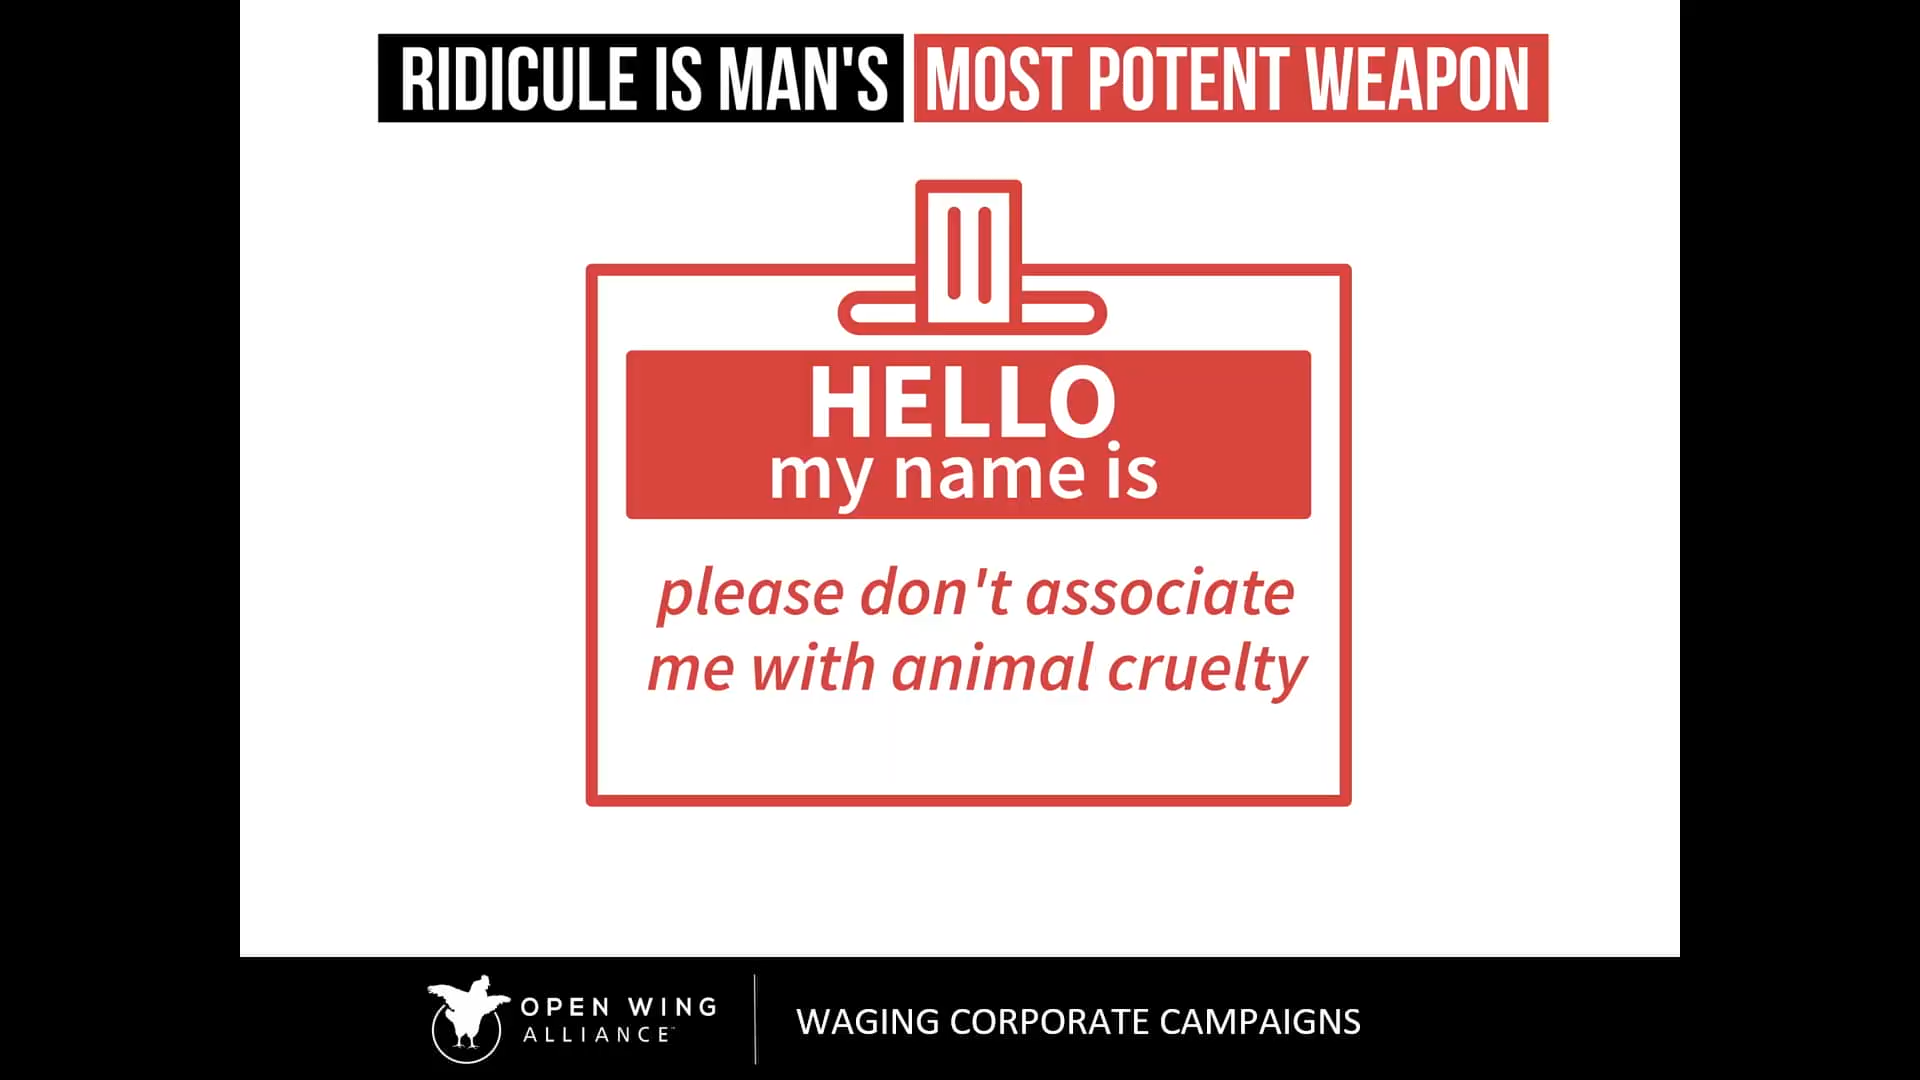 RIDICULE IS MAN'S MOST POTENT WEAPON
HELLO
my name is
please don't associate
me with animal cruelty
OPEN WING
ALLIANCE™
WAGING CORPORATE CAMPAIGNS